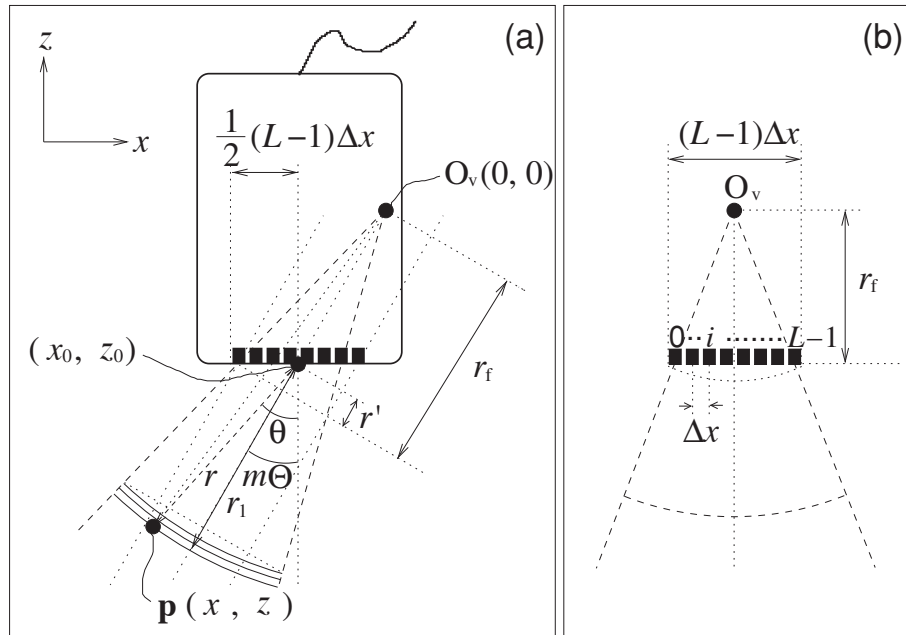 (a)
z
x
1/2 (L−1)Δx
O_v(0, 0)
(x_0, z_0)
r_f
r'
θ
mΘ
r
r_1
p(x, z)
(b)
(L−1)Δx
O_v
r_f
0··i········L−1
Δx